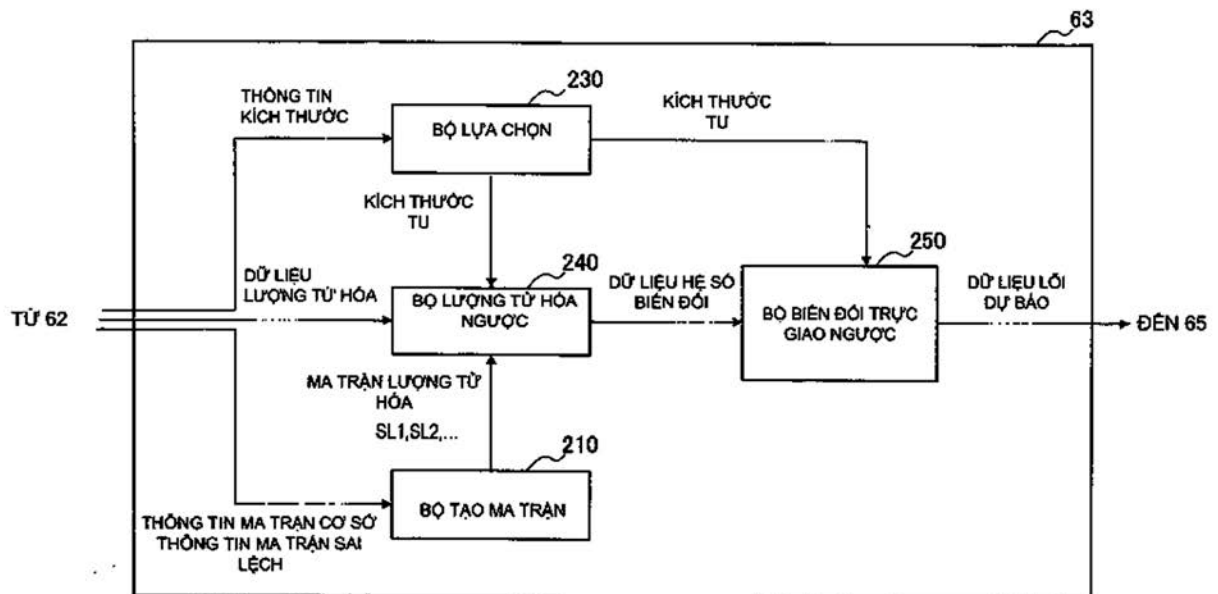 63
THÔNG TIN
KÍCH THƯỚC
230
BỘ LỰA CHỌN
KÍCH THƯỚC
TU
KÍCH THƯỚC
TU
DỮ LIỆU
LƯỢNG TỬ HÓA
240
BỘ LƯỢNG TỬ HÓA
NGƯỢC
DỮ LIỆU HỆ SỐ
BIẾN ĐỔI
250
BỘ BIẾN ĐỔI TRỰC
GIAO NGƯỢC
DỮ LIỆU LỖI
DỰ BÁO
TỪ 62
ĐẾN 65
MA TRẬN LƯỢNG TỬ
HÓA
SL1,SL2,...
210
BỘ TẠO MA TRẬN
THÔNG TIN MA TRẬN CƠ SỞ
THÔNG TIN MA TRẬN SAI
LỆCH